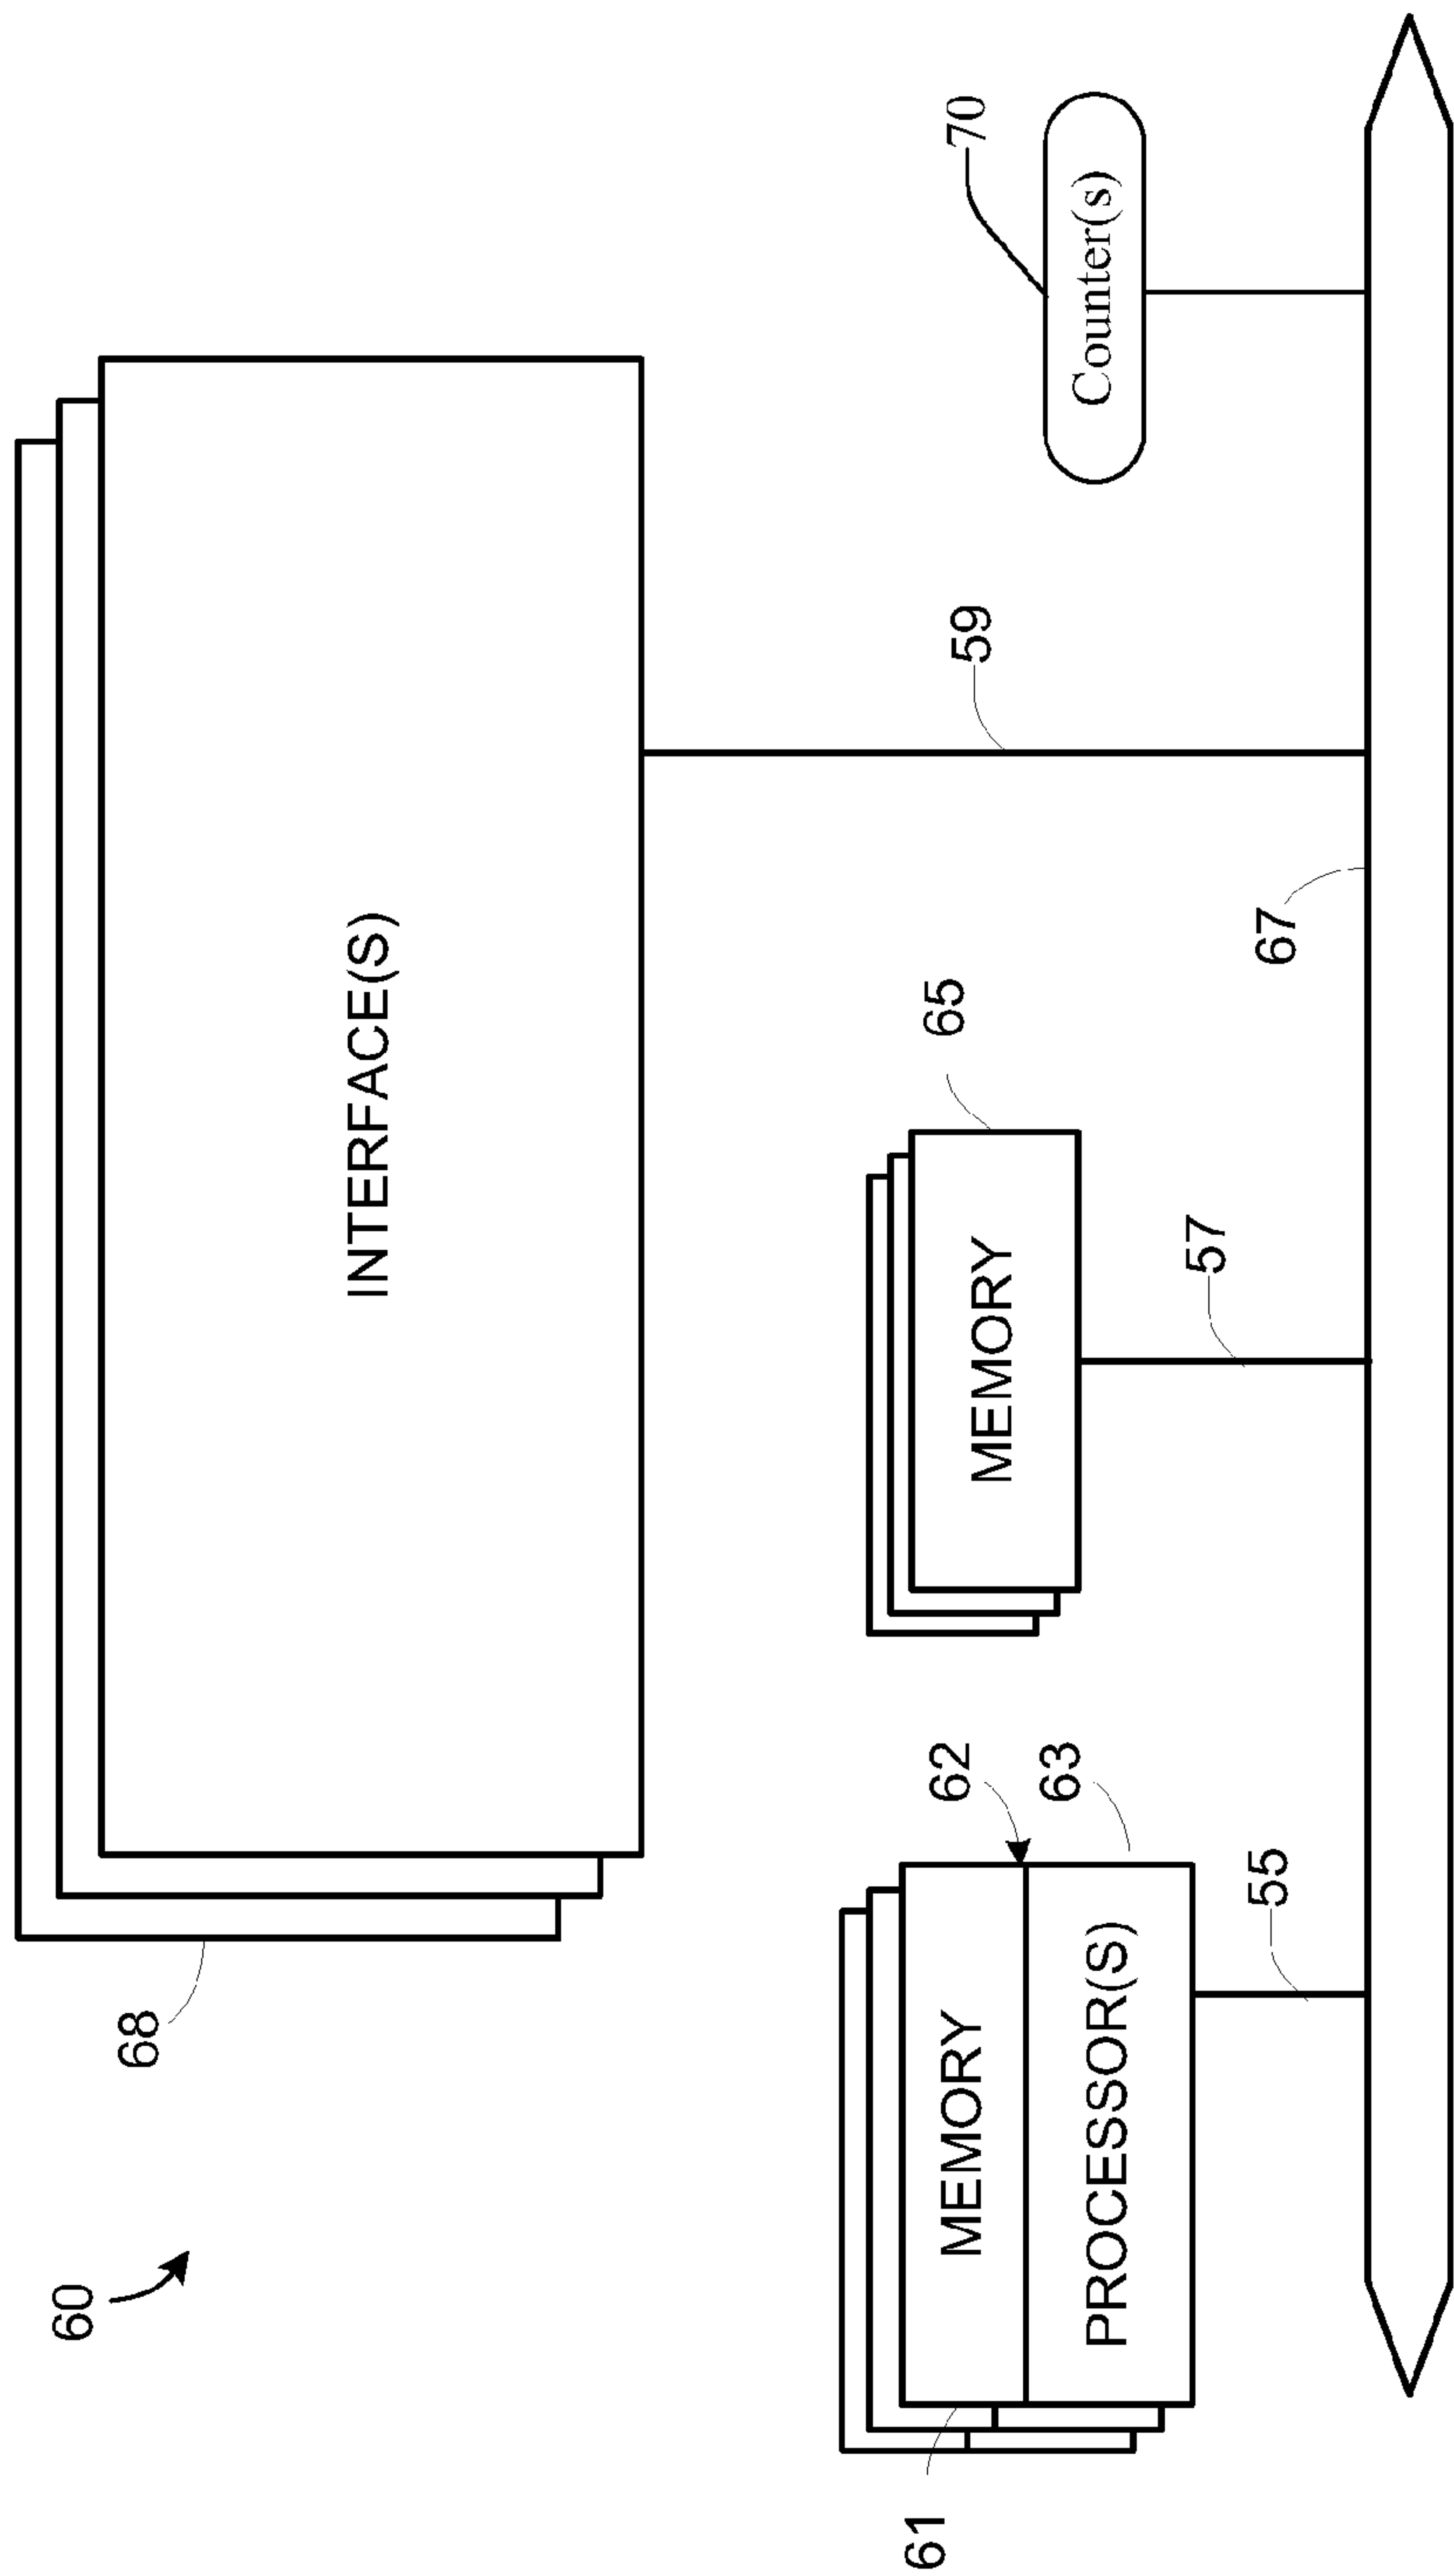 60
68
INTERFACE(S)
61
MEMORY
62
PROCESSOR(S)
63
MEMORY
65
59
70
Counter(s)
55
57
67